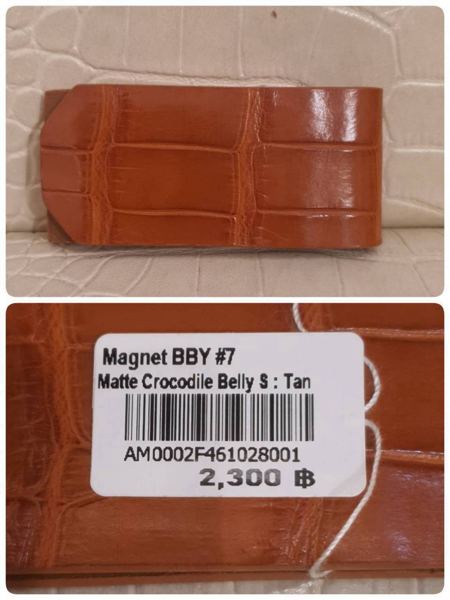 Magnet BBY #7
Matte Crocodile Belly S : Tan
AM0002F461028001
2,300 ฿